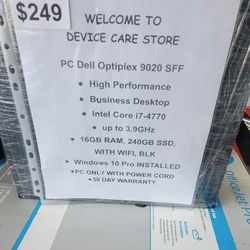 $249
WELCOME TO
DEVICE CARE STORE
PC Dell Optiplex 9020 SFF
• High Performance
• Business Desktop
• Intel Core i7-4770
• up to 3.9GHz
• 16GB RAM, 240GB SSD,
WITH WIFI, BLK
• Windows 10 Pro INSTALLED
•PC ONLY WITH POWER CORD
•30 DAY WARRANTY